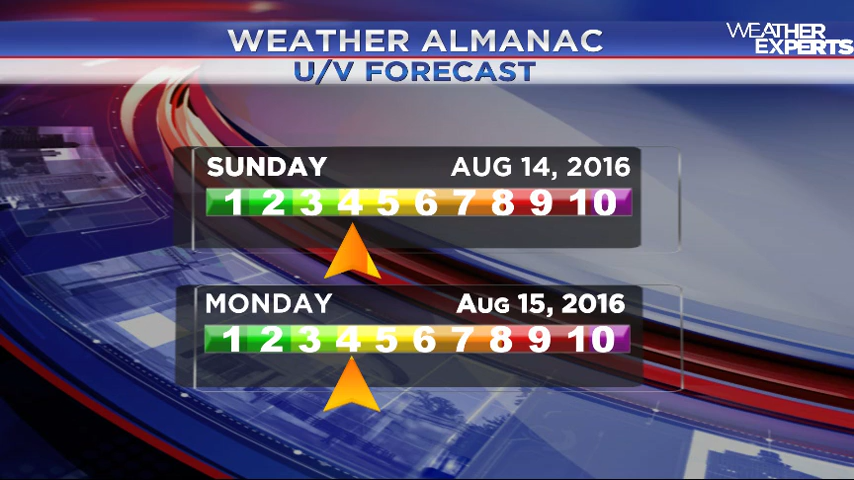 WEATHER ALMANAC
U/V FORECAST
WEATHER
EXPERTS
SUNDAY AUG 14, 2016
1 2 3 4 5 6 7 8 9 10
MONDAY AUG 15, 2016
1 2 3 4 5 6 7 8 9 10